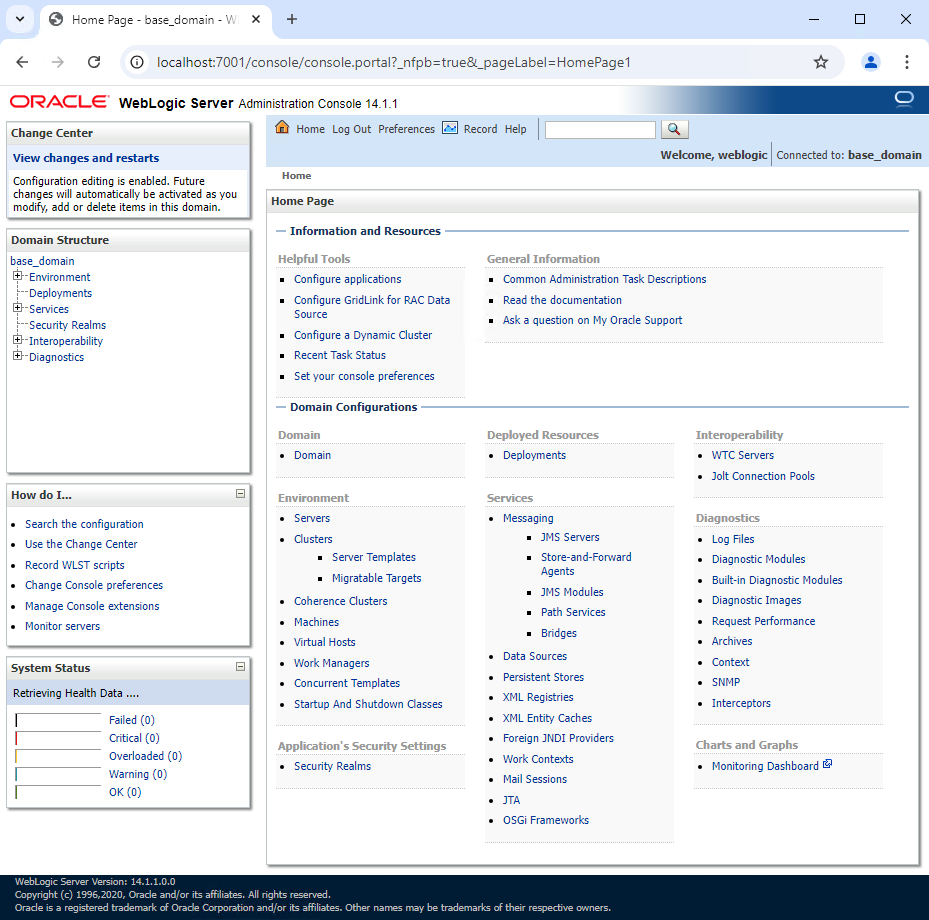 Home Page - base_domain - W
localhost:7001/console/console.portal?_nfpb=true&_pageLabel=HomePage1
ORACLE WebLogic Server Administration Console 14.1.1
Change Center
View changes and restarts
Configuration editing is enabled. Future
changes will automatically be activated as you
modify, add or delete items in this domain.
Domain Structure
base_domain
Environment
Deployments
Services
Security Realms
Interoperability
Diagnostics
How do I...
Search the configuration
Use the Change Center
Record WLST scripts
Change Console preferences
Manage Console extensions
Monitor servers
System Status
Retrieving Health Data ....
Failed (0)
Critical (0)
Overloaded (0)
Warning (0)
OK (0)
Home Log Out Preferences Record Help
Welcome, weblogic Connected to: base_domain
Home
Home Page
Information and Resources
Helpful Tools
Configure applications
Configure GridLink for RAC Data
Source
Configure a Dynamic Cluster
Recent Task Status
Set your console preferences
General Information
Common Administration Task Descriptions
Read the documentation
Ask a question on My Oracle Support
Domain Configurations
Domain
Domain
Environment
Servers
Clusters
Server Templates
Migratable Targets
Coherence Clusters
Machines
Virtual Hosts
Work Managers
Concurrent Templates
Startup And Shutdown Classes
Application's Security Settings
Security Realms
Deployed Resources
Deployments
Services
Messaging
JMS Servers
Store-and-Forward
Agents
JMS Modules
Path Services
Bridges
Data Sources
Persistent Stores
XML Registries
XML Entity Caches
Foreign JNDI Providers
Work Contexts
Mail Sessions
JTA
OSGi Frameworks
Interoperability
WTC Servers
Jolt Connection Pools
Diagnostics
Log Files
Diagnostic Modules
Built-in Diagnostic Modules
Diagnostic Images
Request Performance
Archives
Context
SNMP
Interceptors
Charts and Graphs
Monitoring Dashboard
WebLogic Server Version: 14.1.1.0.0
Copyright (c) 1996,2020, Oracle and/or its affiliates. All rights reserved.
Oracle is a registered trademark of Oracle Corporation and/or its affiliates. Other names may be trademarks of their respective owners.